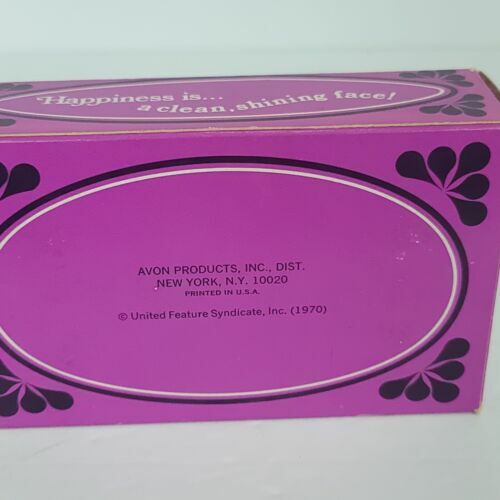 Happiness is...
a clean, shining face!
AVON PRODUCTS, INC., DIST.
NEW YORK, N.Y. 10020
PRINTED IN U.S.A.
© United Feature Syndicate, Inc. (1970)